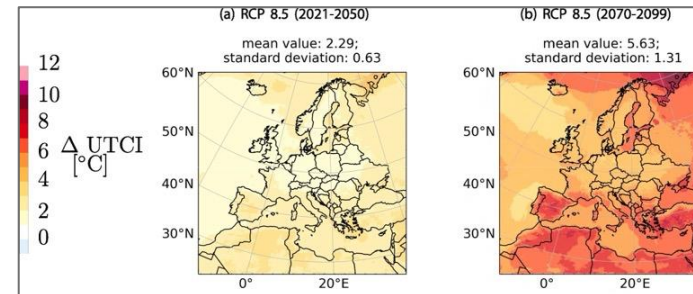 (a) RCP 8.5 (2021-2050)
(b) RCP 8.5 (2070-2099)
mean value: 2.29;
standard deviation: 0.63
mean value: 5.63;
standard deviation: 1.31
12
10
8
6
4
2
0
Δ UTCI
[°C]
60°N
50°N
40°N
30°N
0°
20°E
60°N
50°N
40°N
30°N
0°
20°E